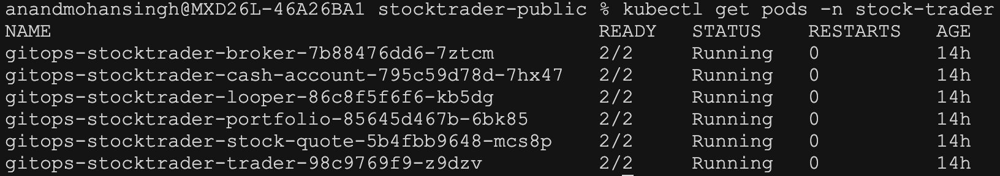 anandmohansingh@MXD26L-46A26BA1 stocktrader-public % kubectl get pods -n stock-trader
NAME READY STATUS RESTARTS AGE
gitops-stocktrader-broker-7b88476dd6-7ztcm 2/2 Running 0 14h
gitops-stocktrader-cash-account-795c59d78d-7hx47 2/2 Running 0 14h
gitops-stocktrader-looper-86c8f5f6f6-kb5dg 2/2 Running 0 14h
gitops-stocktrader-portfolio-85645d467b-6bk85 2/2 Running 0 14h
gitops-stocktrader-stock-quote-5b4fbb9648-mcs8p 2/2 Running 0 14h
gitops-stocktrader-trader-98c9769f9-z9dzv 2/2 Running 0 14h